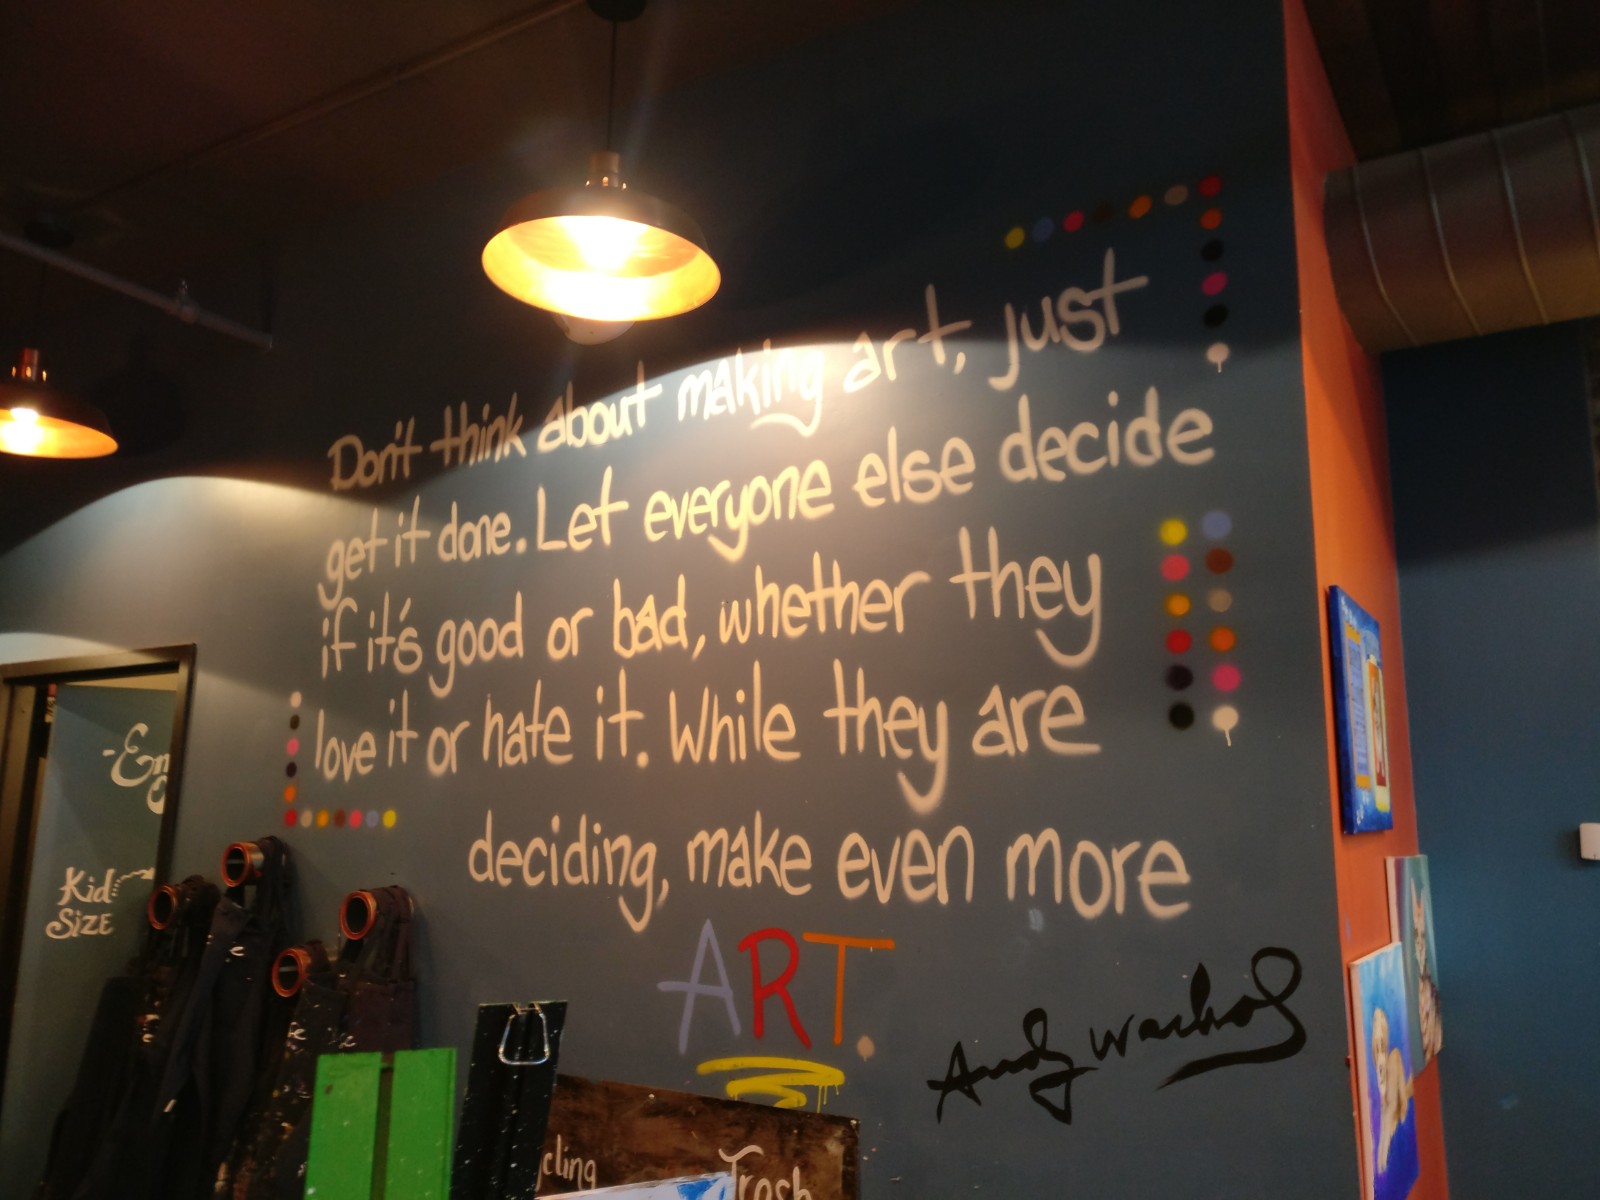 Don't think about making art, just
get it done. Let everyone else decide
if it's good or bad, whether they
love it or hate it. While they are
deciding, make even more
ART.
Andy Warhol
Kid
Size
Trash